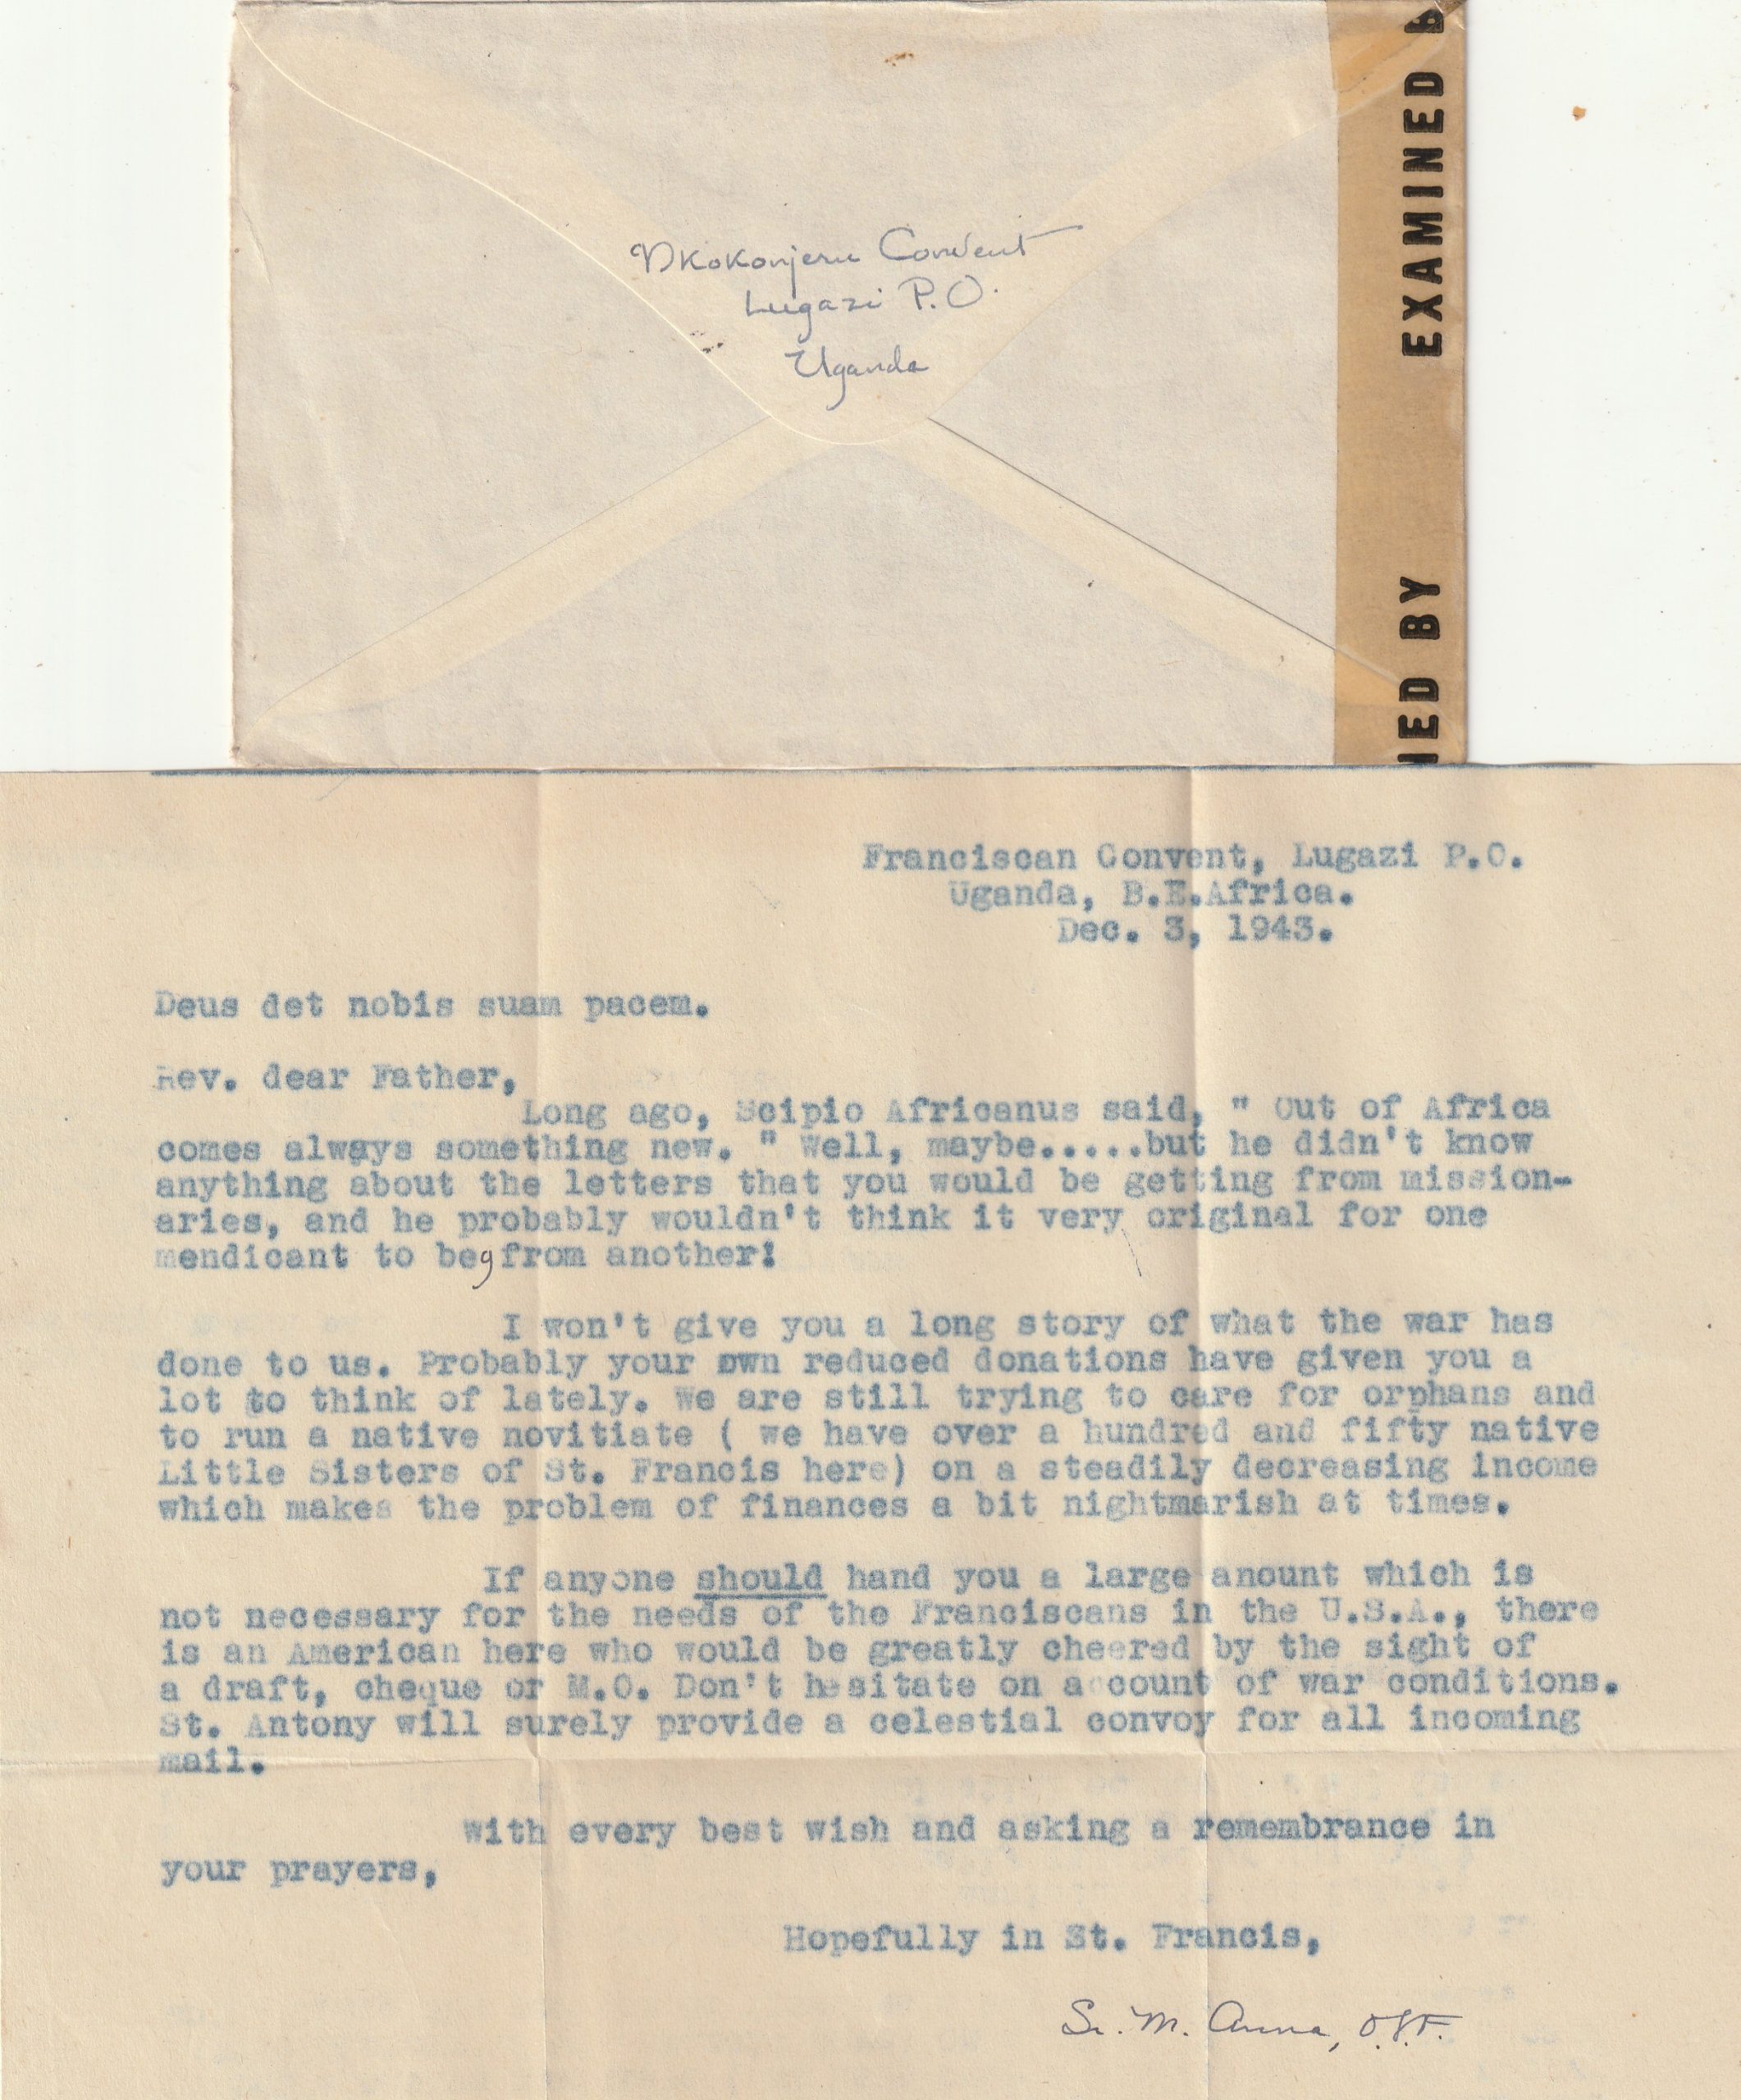 Nkokonjeru Convent
Lugazi P.O.
Uganda
EXAMINED B
IED BY
Franciscan Convent, Lugazi P.O.
Uganda, B.E.Africa.
Dec. 3, 1943.
Deus det nobis suam pacem.
Rev. dear Father,
Long ago, Scipio Africanus said, " Out of Africa
comes always something new. " Well, maybe.....but he didn't know
anything about the letters that you would be getting from mission-
aries, and he probably wouldn't think it very original for one
mendicant to beg from another!
I won't give you a long story of what the war has
done to us. Probably your own reduced donations have given you a
lot to think of lately. We are still trying to care for orphans and
to run a native novitiate ( we have over a hundred and fifty native
Little Sisters of St. Francis here) on a steadily decreasing income
which makes the problem of finances a bit nightmarish at times.
If anyone should hand you a large anount which is
not necessary for the needs of the Franciscans in the U.S.A., there
is an American here who would be greatly cheered by the sight of
a draft, cheque or M.O. Don't hesitate on account of war conditions.
St. Antony will surely provide a celestial convoy for all incoming
mail.
With every best wish and asking a remembrance in
your prayers,
Hopefully in St. Francis,
Sr. M. Anna, O.S.F.